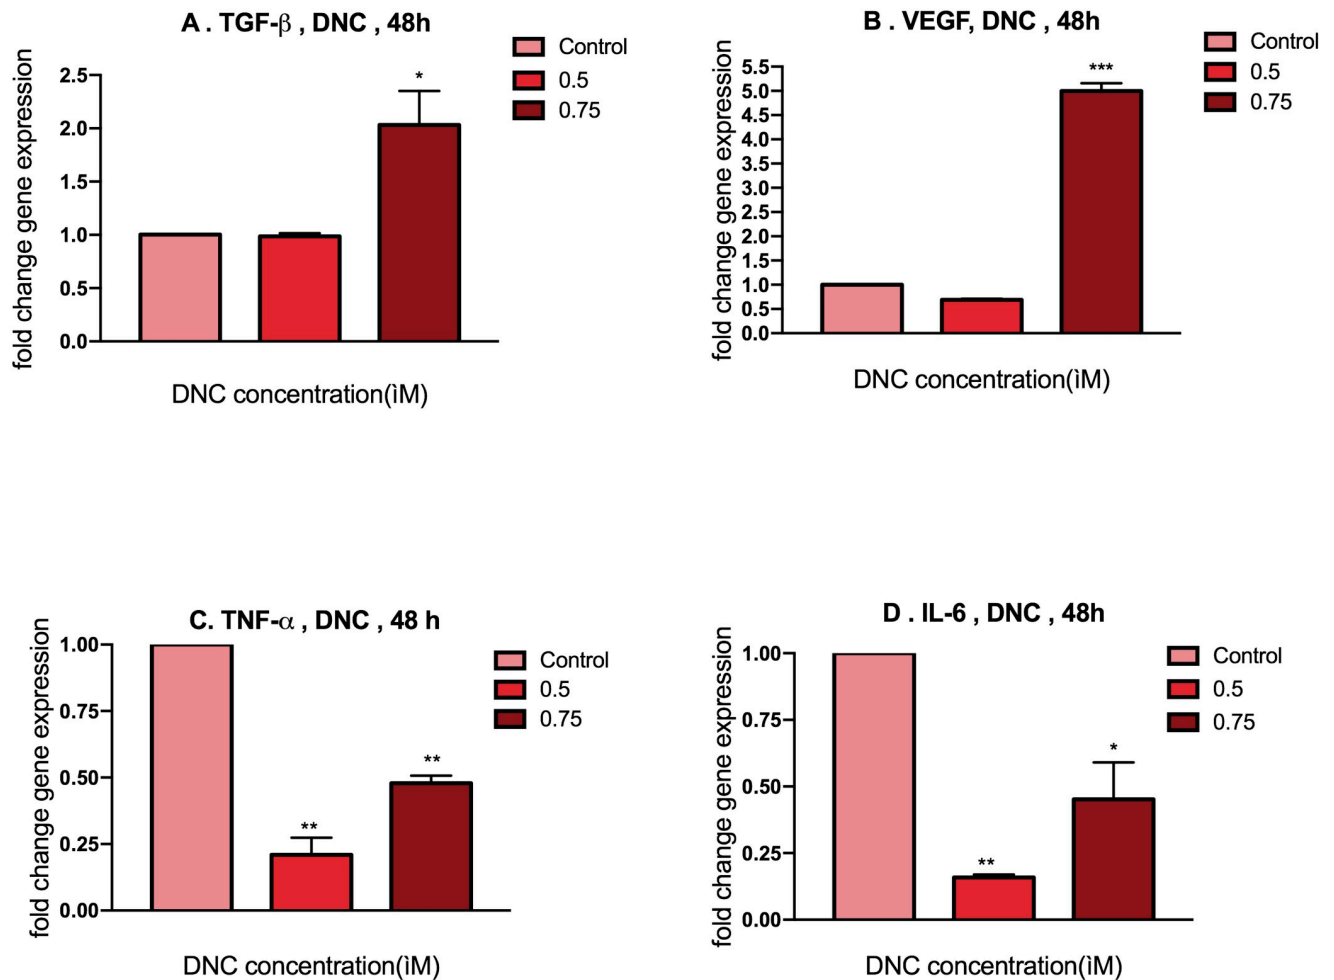 A . TGF-β , DNC , 48h
fold change gene expression
2.5
2.0
1.5
1.0
0.5
0.0
*
Control
0.5
0.75
DNC concentration(ìM)
B . VEGF, DNC , 48h
fold change gene expression
5.5
5.0
4.5
4.0
3.5
3.0
2.5
2.0
1.5
1.0
0.5
0.0
***
Control
0.5
0.75
DNC concentration(ìM)
C. TNF-α , DNC , 48 h
fold change gene expression
1.00
0.75
0.50
0.25
0.00
**
**
Control
0.5
0.75
DNC concentration(ìM)
D . IL-6 , DNC , 48h
fold change gene expression
1.00
0.75
0.50
0.25
0.00
**
*
Control
0.5
0.75
DNC concentration(ìM)